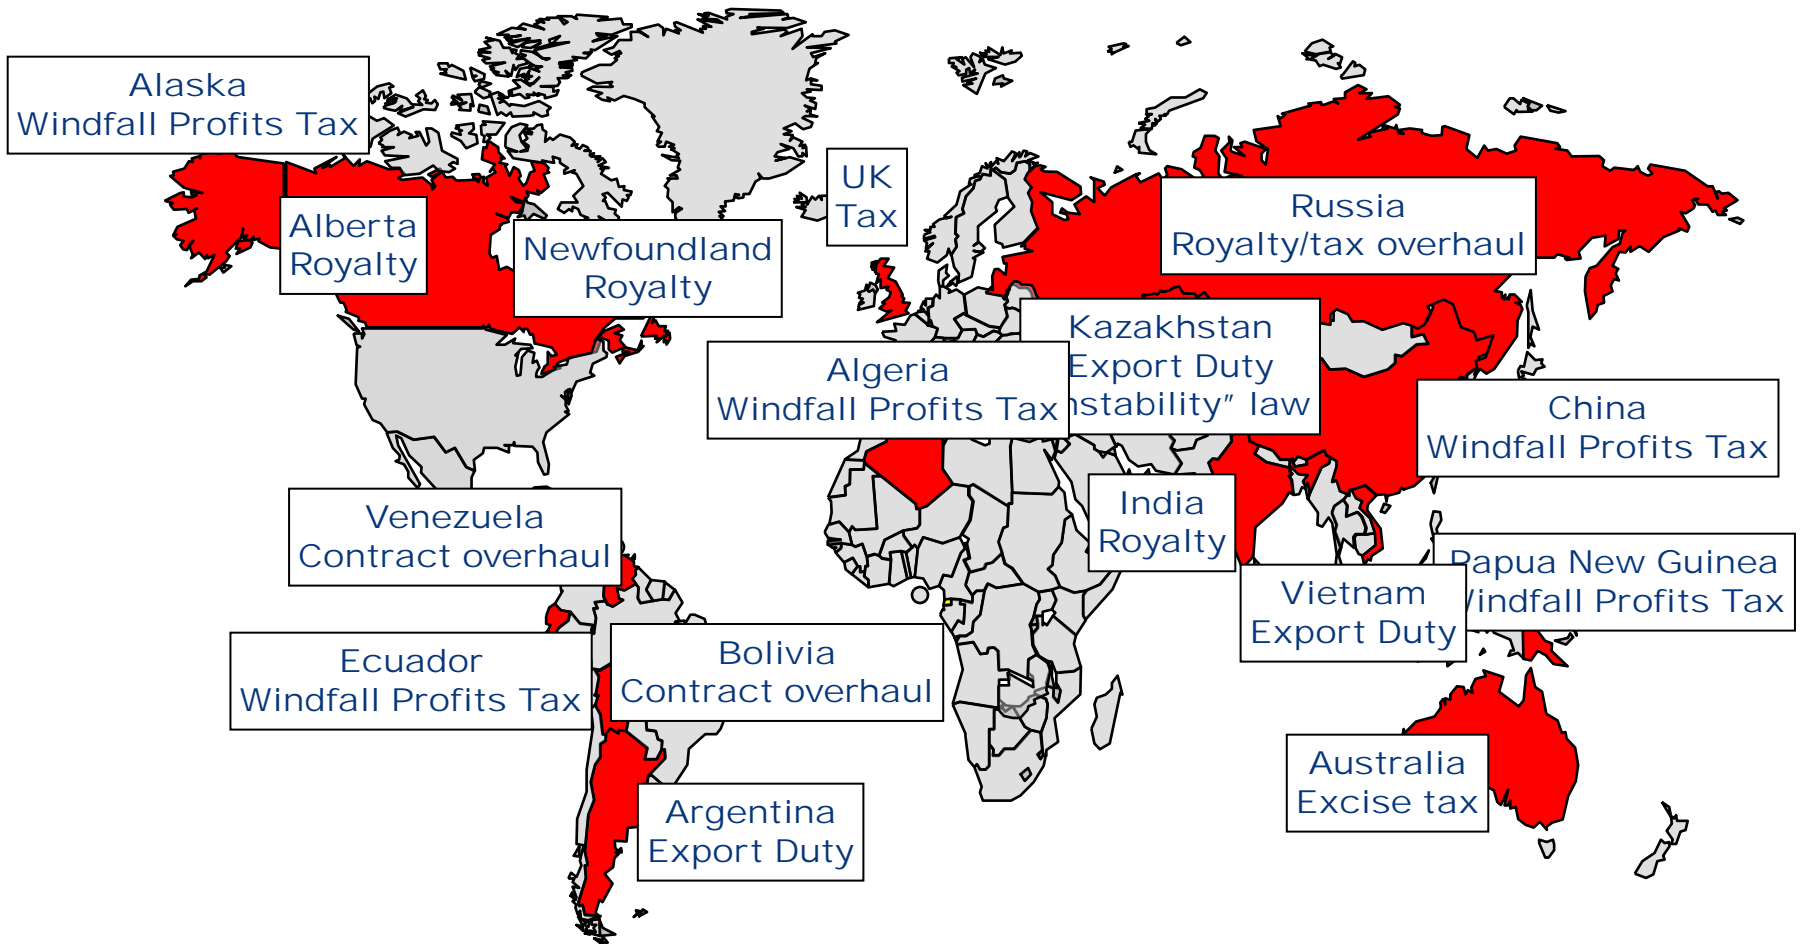 Alaska
Windfall Profits Tax
UK
Tax
Russia
Royalty/tax overhaul
Alberta
Royalty
Newfoundland
Royalty
Kazakhstan
Export Duty
law
Algeria
Windfall Profits Tax
China
Windfall Profits Tax
Venezuela
Contract overhaul
India
Royalty
Papua New Guinea
Profits Tax
Vietnam
Export Duty
Ecuador
Windfall Profits Tax
Bolivia
Contract overhaul
Australia
Excise tax
Argentina
Export Duty